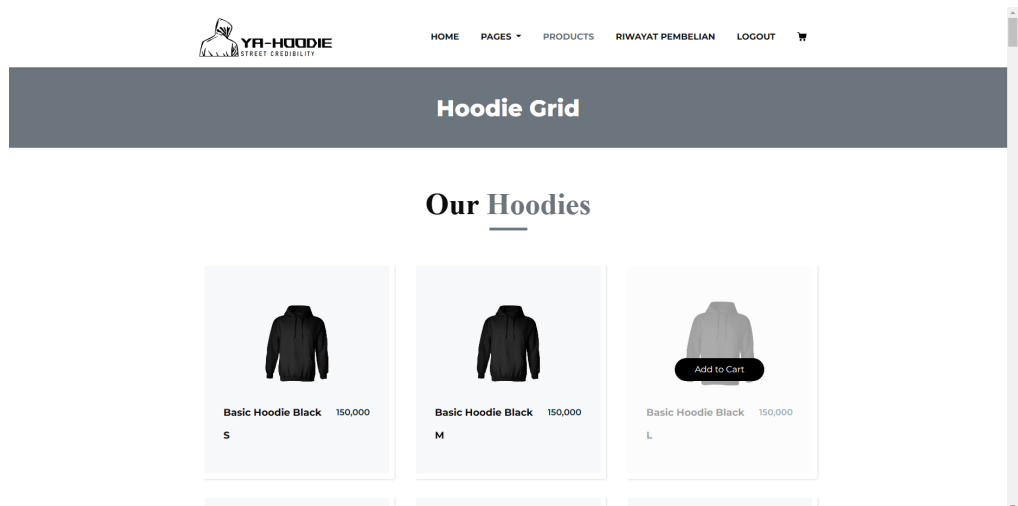 YA-HOODIE
STREET CREDIBILITY
HOME PAGES PRODUCTS RIWAYAT PEMBELIAN LOGOUT
Hoodie Grid
Our Hoodies
Add to Cart
Basic Hoodie Black 150,000 Basic Hoodie Black 150,000 Basic Hoodie Black 150,000
S M L